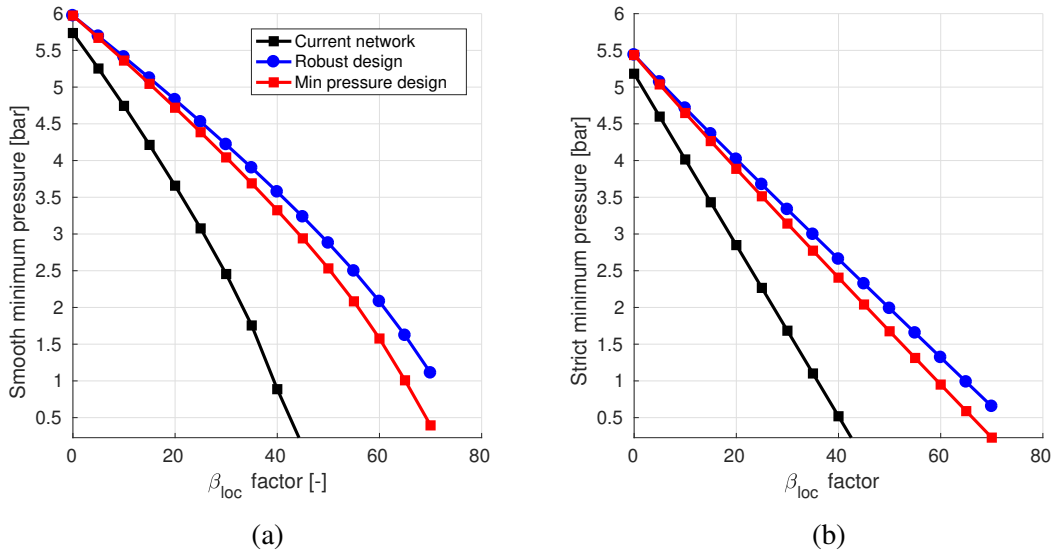 6
5.5
5
4.5
4
3.5
3
2.5
2
1.5
1
0.5
Smooth minimum pressure [bar]
Current network
Robust design
Min pressure design
0 20 40 60 80
β_loc factor [-]
(a)
6
5.5
5
4.5
4
3.5
3
2.5
2
1.5
1
0.5
Strict minimum pressure [bar]
0 20 40 60 80
β_loc factor
(b)